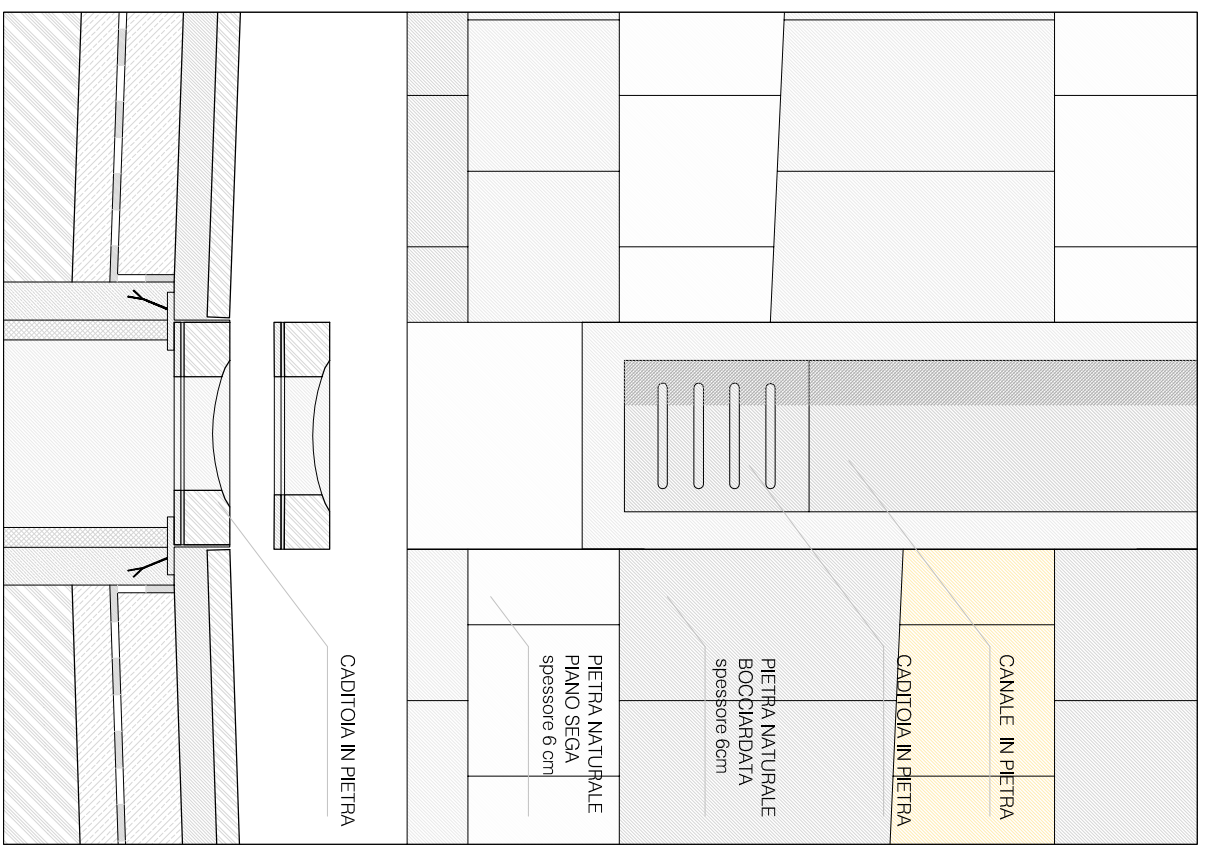 CANALE IN PIETRA
CADITOIA IN PIETRA
PIETRA NATURALE
BOCCIARDATA
spessore 6cm
PIETRA NATURALE
PIANO SEGA
spessore 6 cm
CADITOIA IN PIETRA